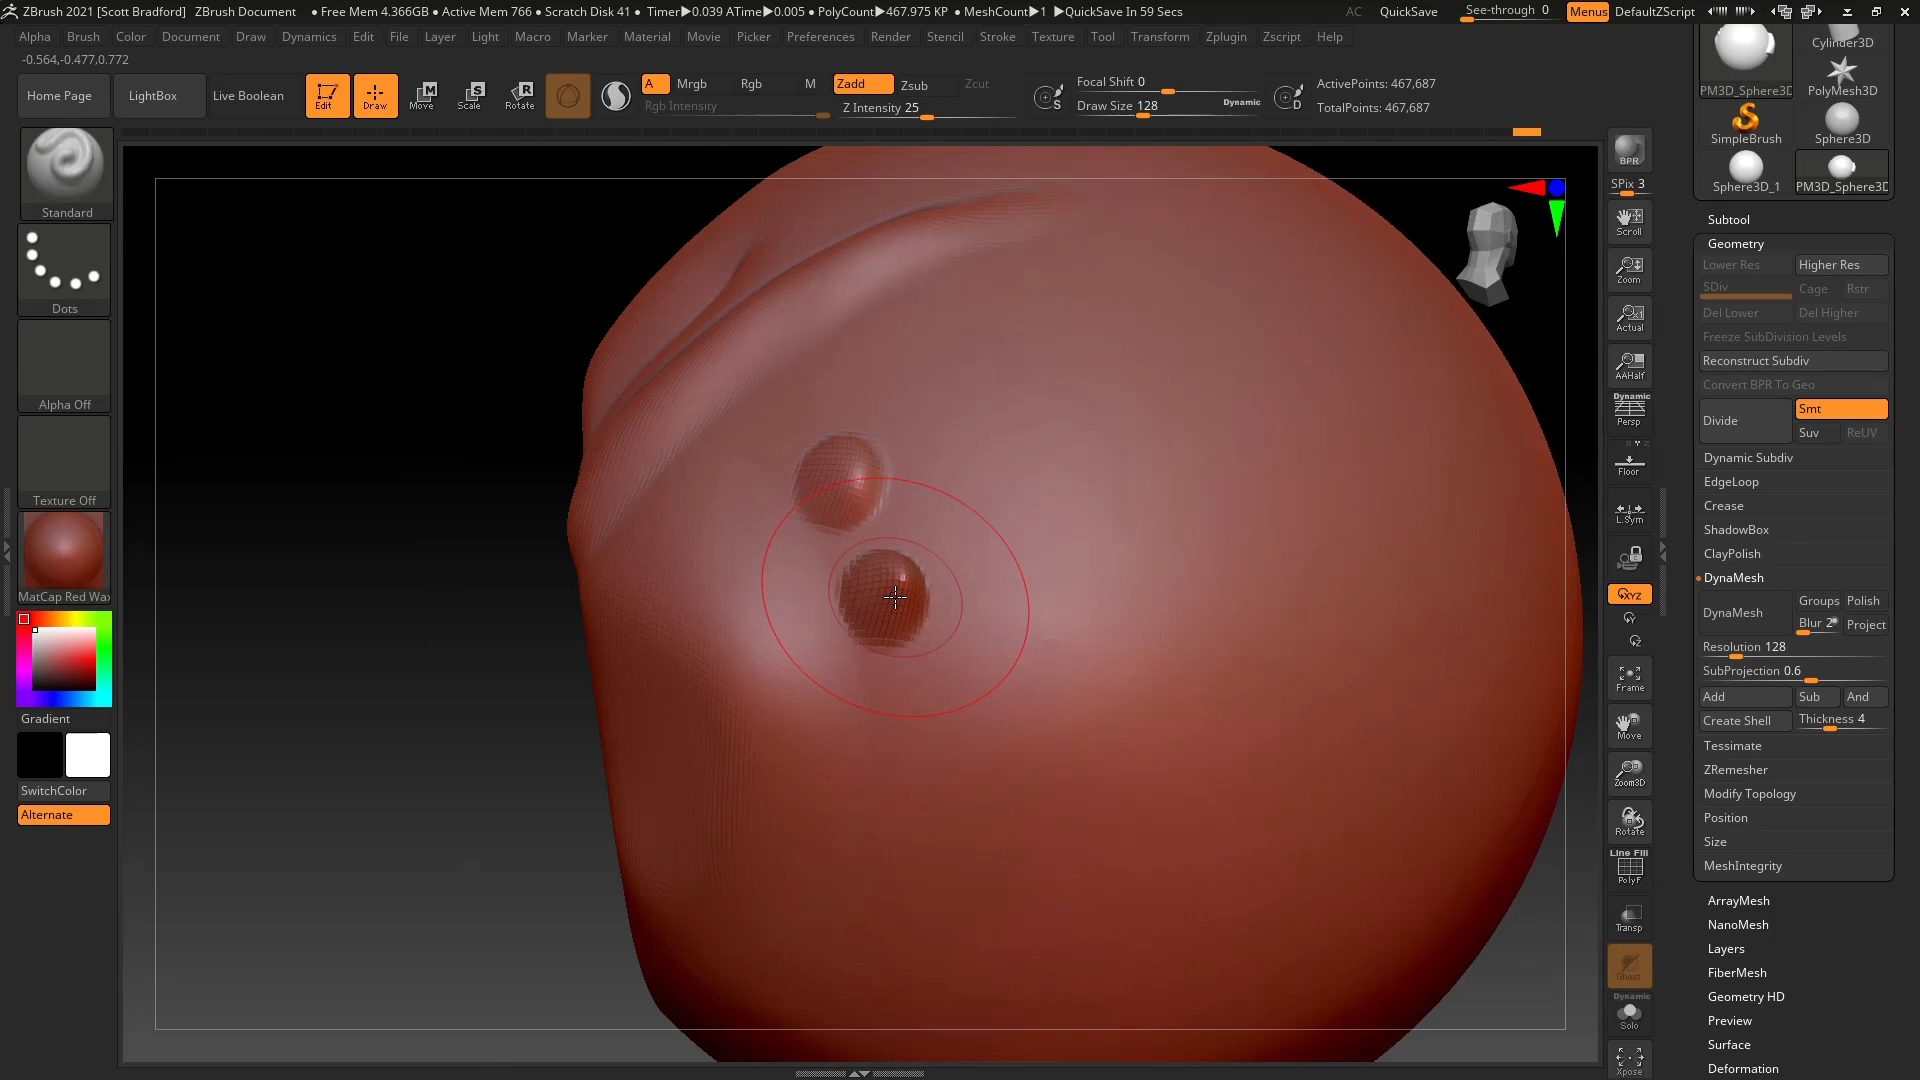 ZBrush 2021 [Scott Bradford] ZBrush Document • Free Mem 4.366GB • Active Mem 766 • Scratch Disk 41 • Timer▶0.039 ATime▶0.005 • PolyCount▶467.975 KP • MeshCount▶1 ▶QuickSave In 59 Secs AC QuickSave See-through 0 Menus DefaultZScript
Alpha Brush Color Document Draw Dynamics Edit File Layer Light Macro Marker Material Movie Picker Preferences Render Stencil Stroke Texture Tool Transform Zplugin Zscript Help
-0.564,-0.477,0.772
Home Page LightBox Live Boolean Edit Draw Move Scale Rotate
A Mrgb Rgb M Zadd Zsub Zcut
Rgb Intensity Z Intensity 25
Focal Shift 0
Draw Size 128 Dynamic
S D
ActivePoints: 467,687
TotalPoints: 467,687
Standard
Dots
Alpha Off
Texture Off
MatCap Red Wax
Gradient
SwitchColor
Alternate
BPR
SPix 3
Scroll
Zoom
Actual
AAHalf
Dynamic
Persp
Floor
L.Sym
XYZ
Y
Z
Frame
Move
Zoom3D
Rotate
Line Fill
PolyF
Transp
Ghost
Dynamic
Solo
Xpose
Cylinder3D
PM3D_Sphere3D PolyMesh3D
SimpleBrush Sphere3D
Sphere3D_1 PM3D_Sphere3D
Subtool
Geometry
Lower Res Higher Res
SDiv Cage Rstr
Del Lower Del Higher
Freeze SubDivision Levels
Reconstruct Subdiv
Convert BPR To Geo
Divide Smt
Suv ReUV
Dynamic Subdiv
EdgeLoop
Crease
ShadowBox
ClayPolish
DynaMesh
DynaMesh Groups Polish
Blur 2 Project
Resolution 128
SubProjection 0.6
Add Sub And
Create Shell Thickness 4
Tessimate
ZRemesher
Modify Topology
Position
Size
MeshIntegrity
ArrayMesh
NanoMesh
Layers
FiberMesh
Geometry HD
Preview
Surface
Deformation